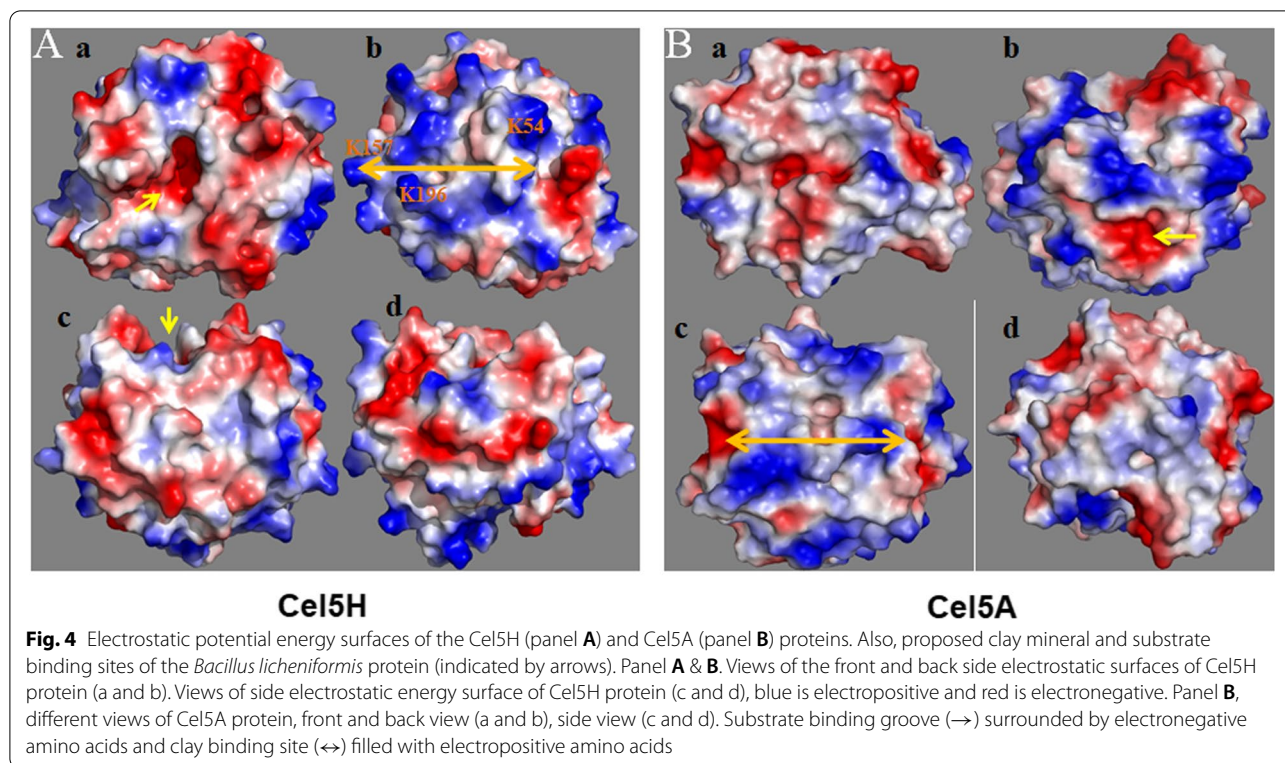 A a b
K54
K157
K196
c d
B a b
c d
Cel5H Cel5A
Fig. 4 Electrostatic potential energy surfaces of the Cel5H (panel A) and Cel5A (panel B) proteins. Also, proposed clay mineral and substrate
binding sites of the Bacillus licheniformis protein (indicated by arrows). Panel A & B. Views of the front and back side electrostatic surfaces of Cel5H
protein (a and b). Views of side electrostatic energy surface of Cel5H protein (c and d), blue is electropositive and red is electronegative. Panel B,
different views of Cel5A protein, front and back view (a and b), side view (c and d). Substrate binding groove (→) surrounded by electronegative
amino acids and clay binding site (↔) filled with electropositive amino acids